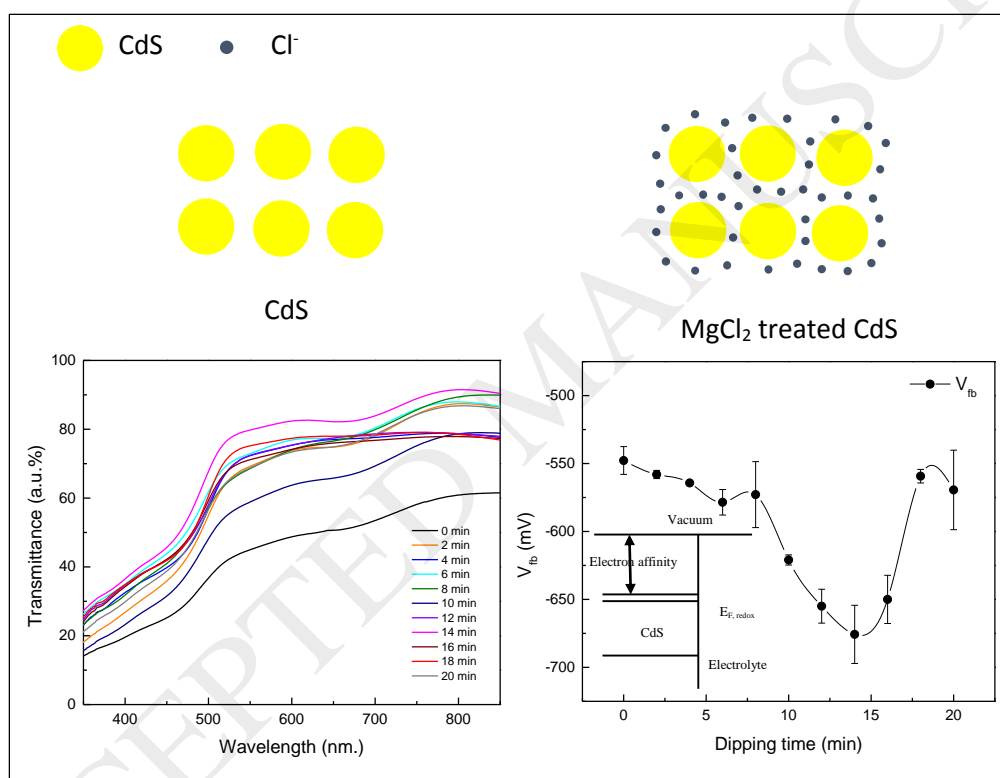 CdS
Cl-
CdS
MgCl₂ treated CdS
100
80
60
40
20
0
Transmittance (a.u.%)
0 min
2 min
4 min
6 min
8 min
10 min
12 min
14 min
16 min
18 min
20 min
400 500 600 700 800
Wavelength (nm.)
V_fb
-500
-550
-600
-650
-700
V_fb (mV)
Vacuum
Electron affinity
E_F, redox
CdS
Electrolyte
0 5 10 15 20
Dipping time (min)
CEPTED MANUSCRI